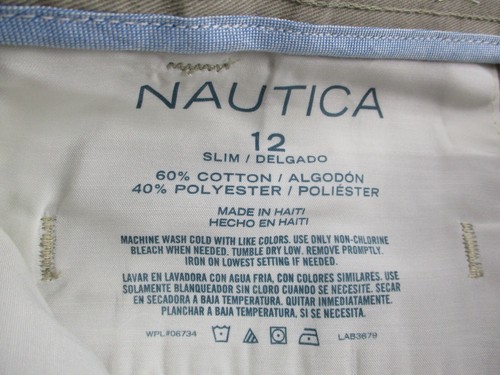 NAUTICA
12
SLIM / DELGADO
60% COTTON / ALGODÓN
40% POLYESTER / POLIÉSTER
MADE IN HAITI
HECHO EN HAITI
MACHINE WASH COLD WITH LIKE COLORS. USE ONLY NON-CHLORINE
BLEACH WHEN NEEDED. TUMBLE DRY LOW. REMOVE PROMPTLY.
IRON ON LOWEST SETTING IF NEEDED.
LAVAR EN LAVADORA CON AGUA FRIA, CON COLORES SIMILARES. USE
SOLAMENTE BLANQUEADOR SIN CLORO CUANDO SE NECESITE. SECAR
EN SECADORA A BAJA TEMPERATURA. QUITAR INMEDIATAMENTE.
PLANCHAR A BAJA TEMPERATURA, SI SE NECESITA.
WPL#06734 LAB3679